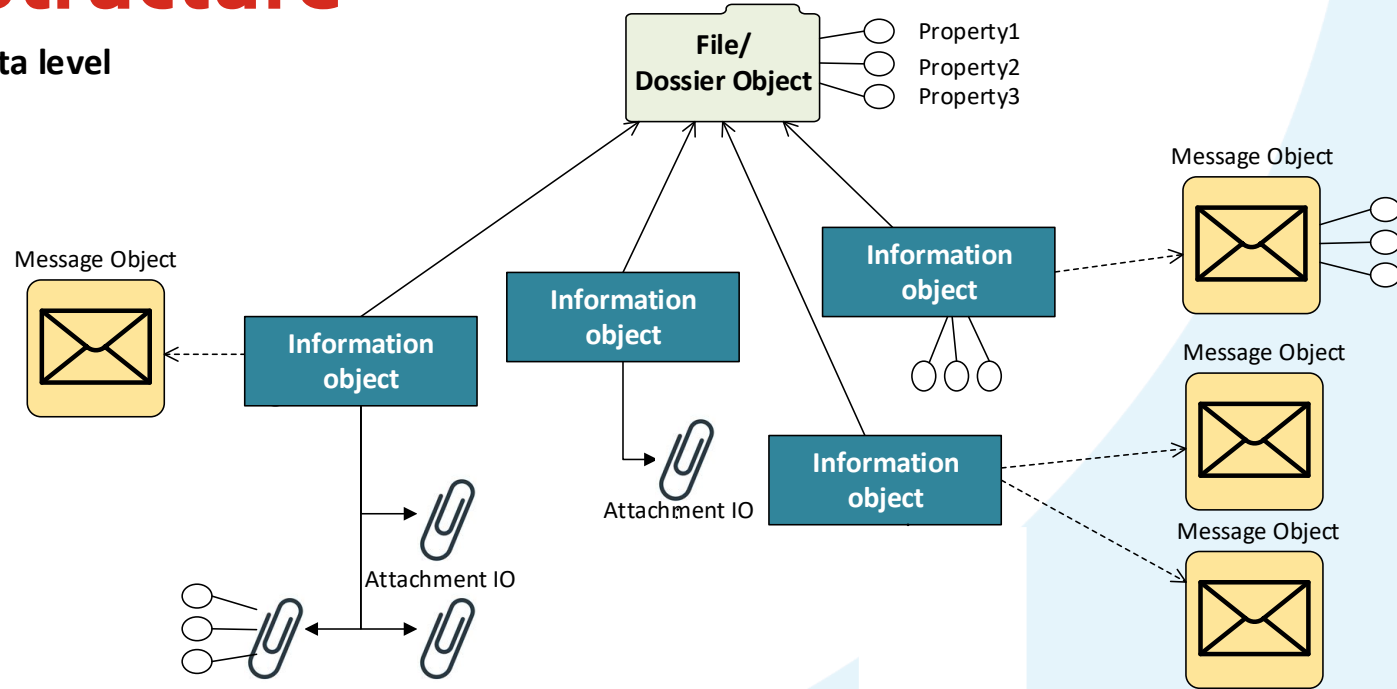 ta level
File/
Dossier Object
Property1
Property2
Property3
Message Object
Message Object
Information
object
Information
object
Information
object
Message Object
Information
object
Attachment IO
Message Object
Attachment IO